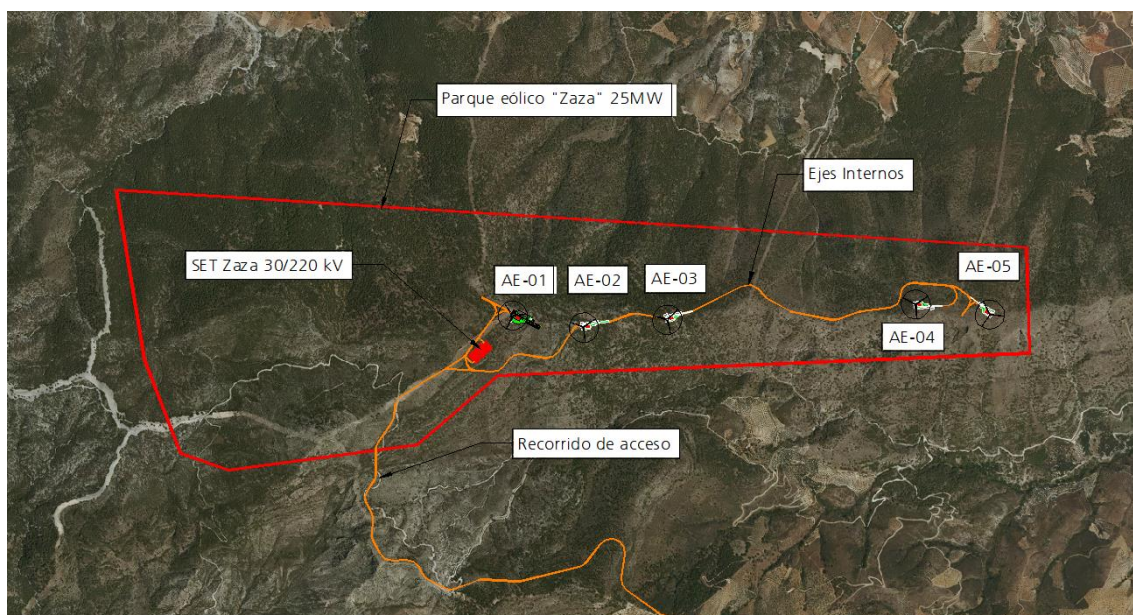 Parque eólico "Zaza" 25MW
Ejes Internos
SET Zaza 30/220 kV
AE-01
AE-02
AE-03
AE-05
AE-04
Recorrido de acceso